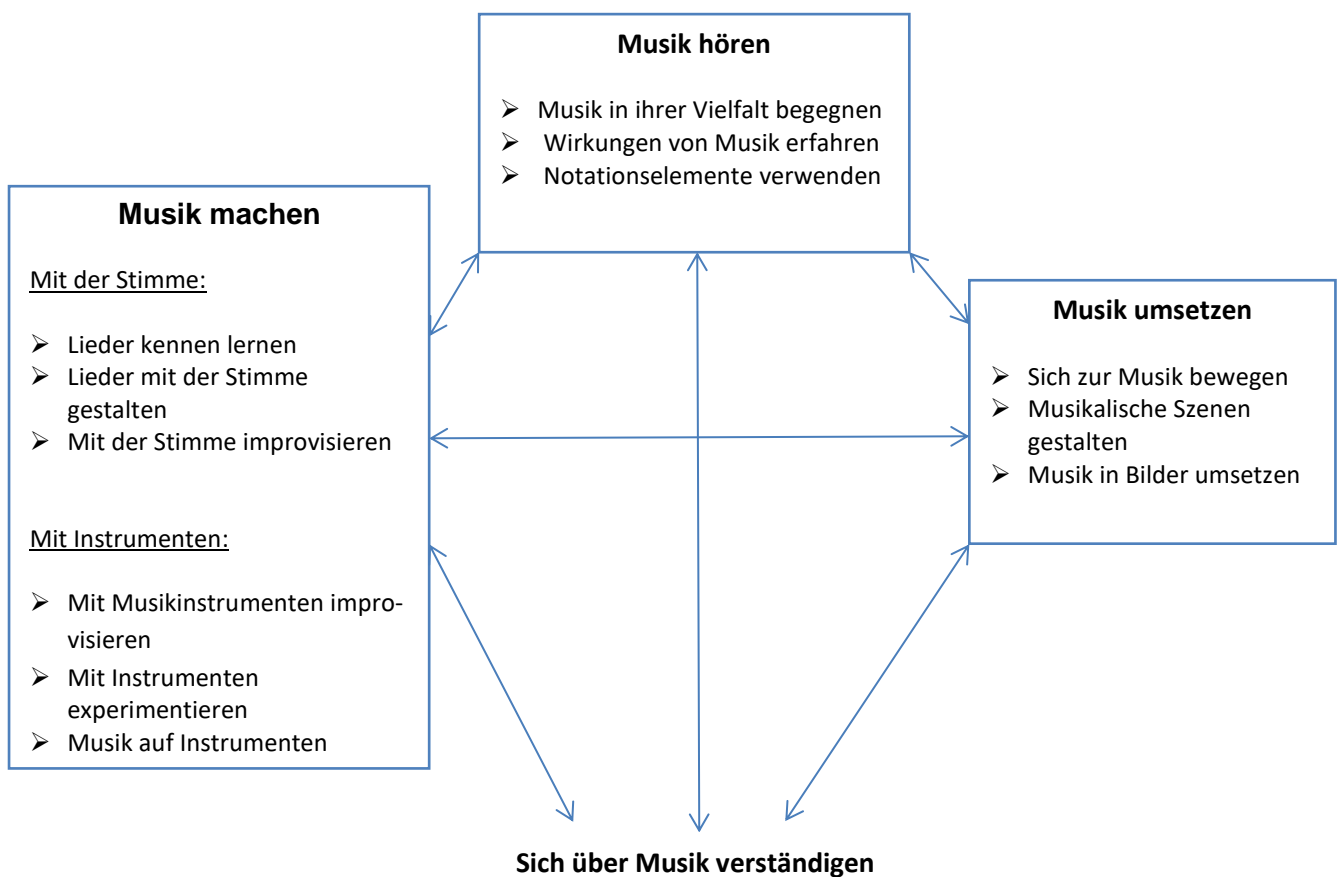 Musik hören
➢ Musik in ihrer Vielfalt begegnen
➢ Wirkungen von Musik erfahren
➢ Notationselemente verwenden
Musik machen
Mit der Stimme:
➢ Lieder kennen lernen
➢ Lieder mit der Stimme
gestalten
➢ Mit der Stimme improvisieren
Mit Instrumenten:
➢ Mit Musikinstrumenten impro-
visieren
➢ Mit Instrumenten
experimentieren
➢ Musik auf Instrumenten
Musik umsetzen
➢ Sich zur Musik bewegen
➢ Musikalische Szenen
gestalten
➢ Musik in Bilder umsetzen
Sich über Musik verständigen